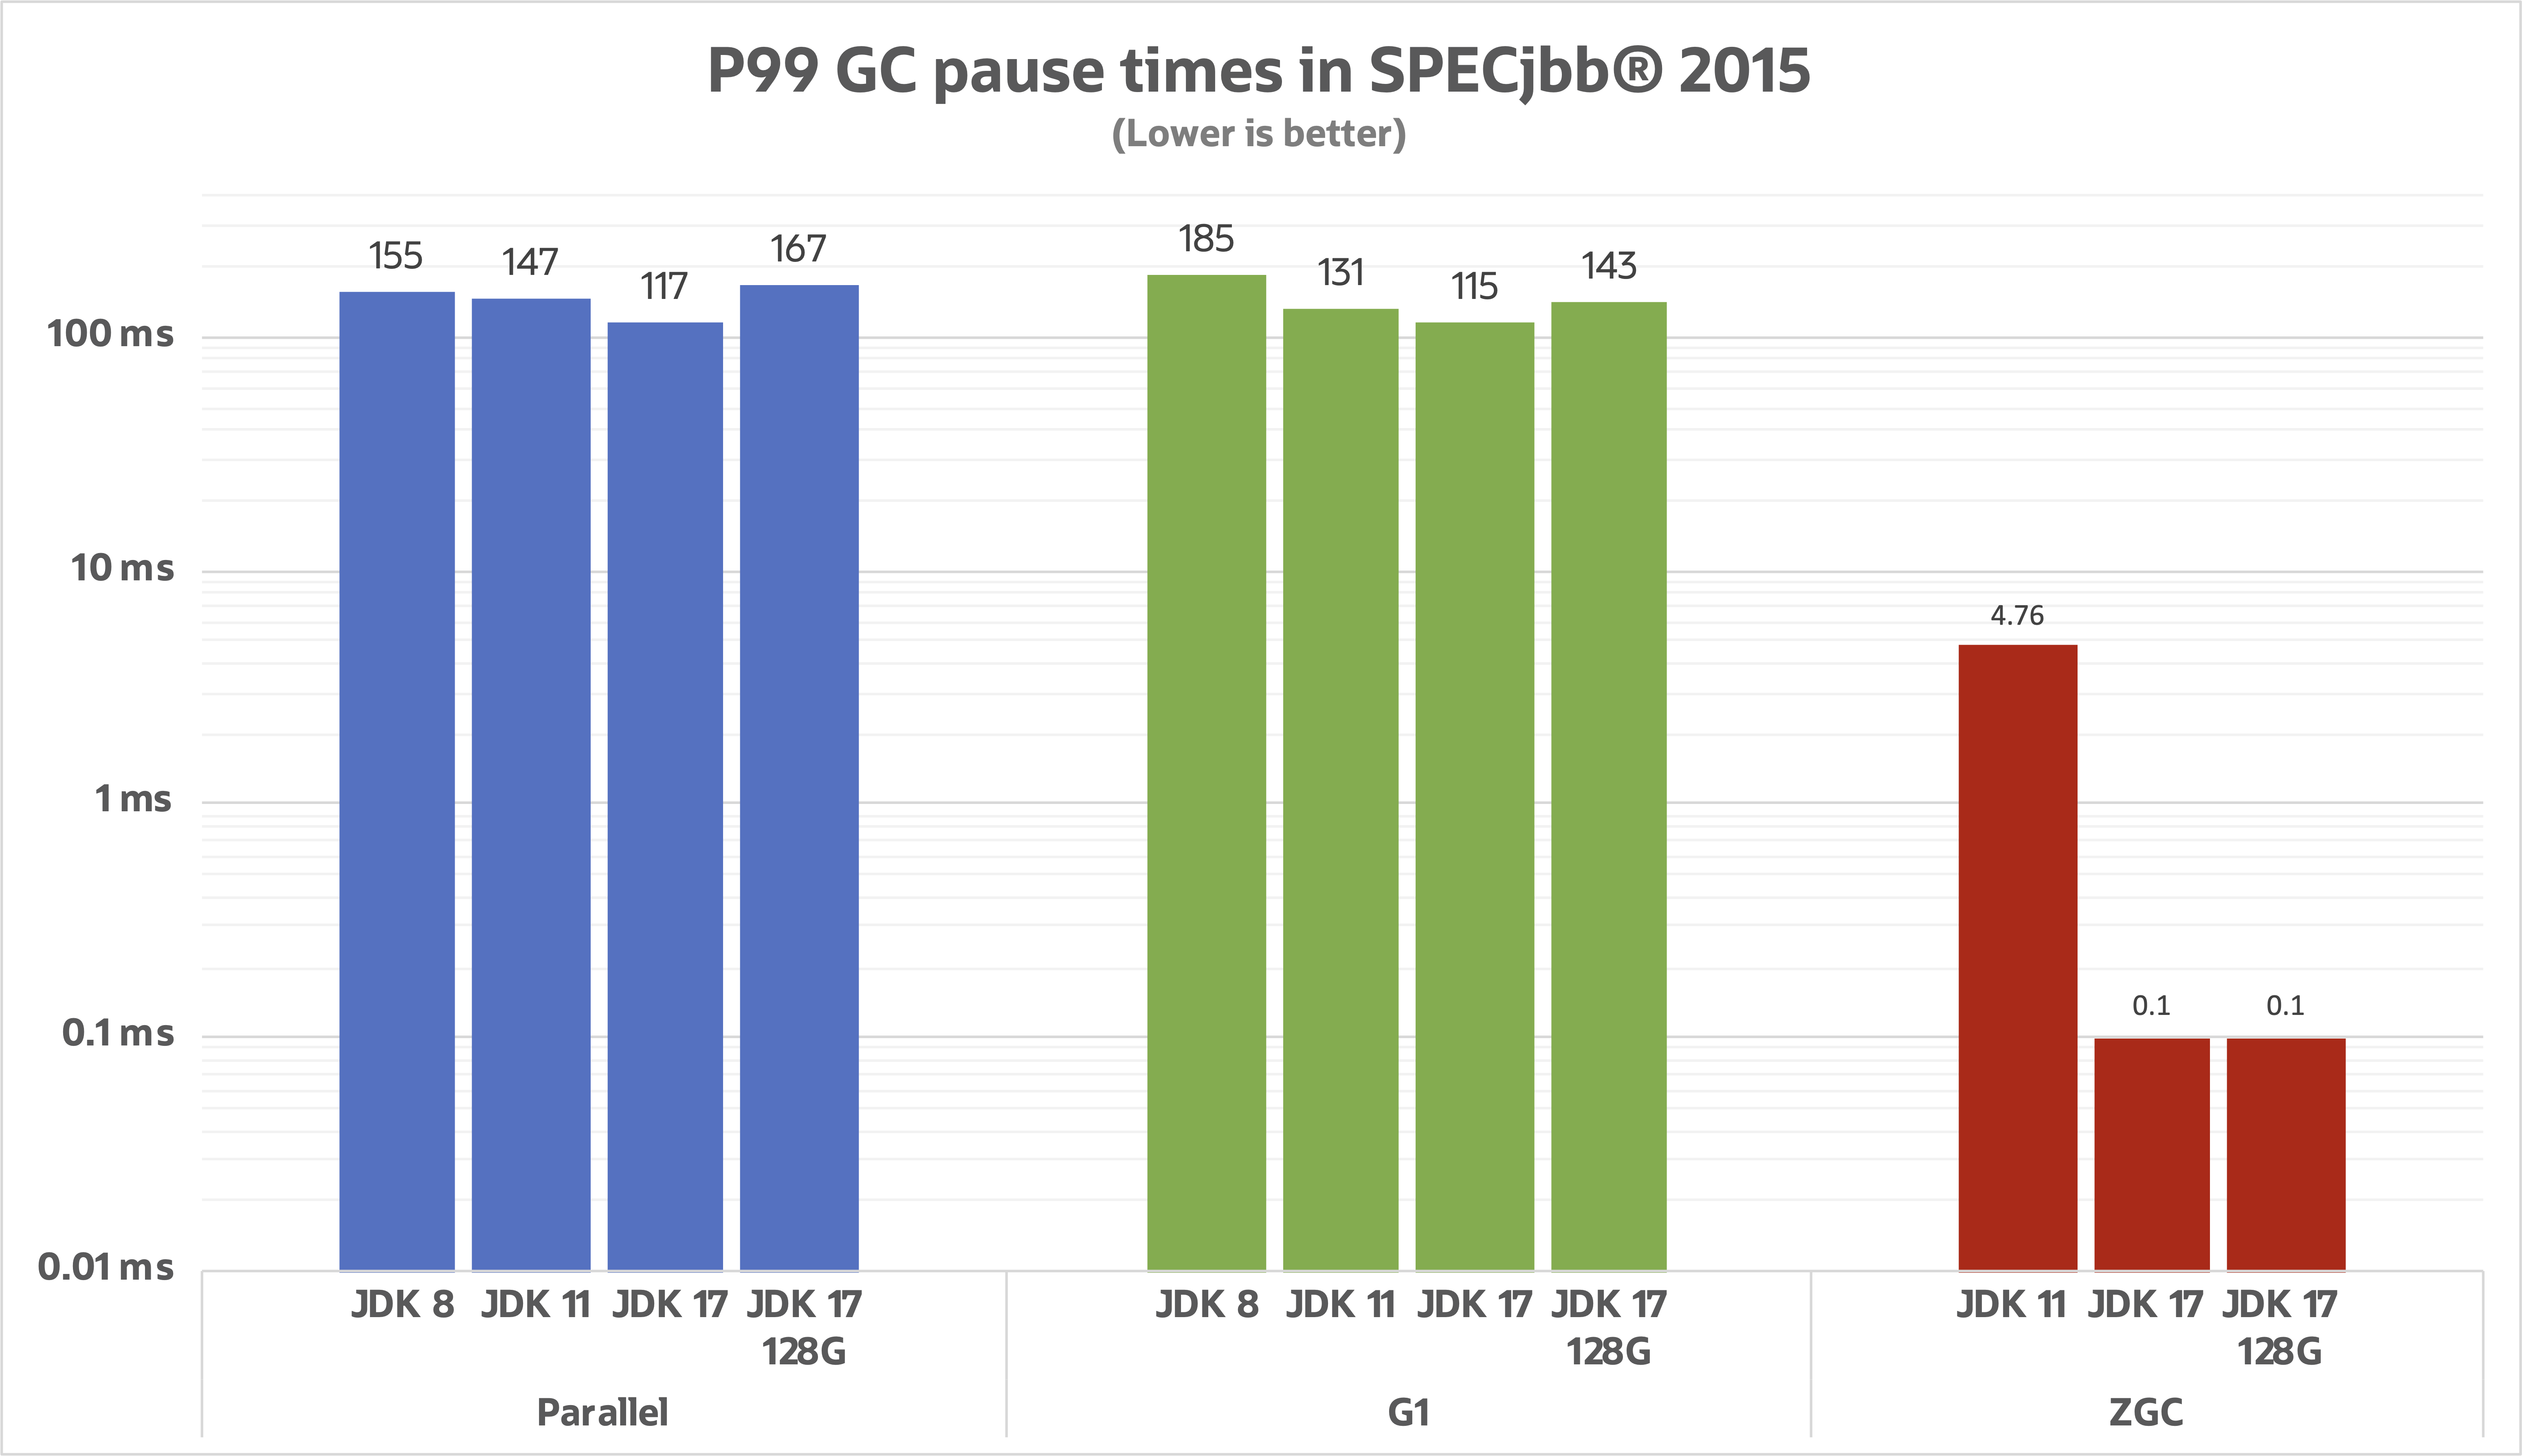 P99 GC pause times in SPECjbb® 2015
(Lower is better)
100 ms
10 ms
1 ms
0.1 ms
0.01 ms
155
147
117
167
185
131
115
143
4.76
0.1
0.1
JDK 8
JDK 11
JDK 17
JDK 17
128G
JDK 8
JDK 11
JDK 17
JDK 17
128G
JDK 11
JDK 17
JDK 17
128G
Parallel
G1
ZGC